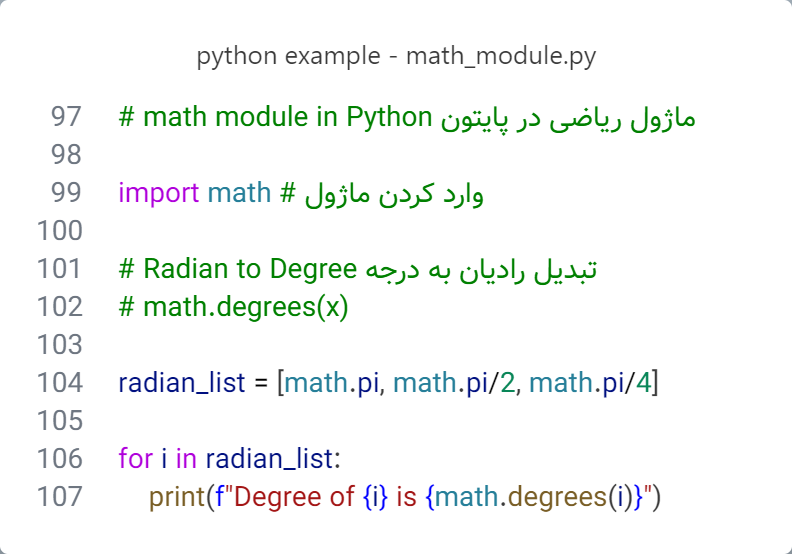 python example - math_module.py
97 # math module in Python ماژول ریاضی در پایتون
98
99 import math # وارد کردن ماژول
100
101 # Radian to Degree تبدیل رادیان به درجه
102 # math.degrees(x)
103
104 radian_list = [math.pi, math.pi/2, math.pi/4]
105
106 for i in radian_list:
107     print(f"Degree of {i} is {math.degrees(i)}")